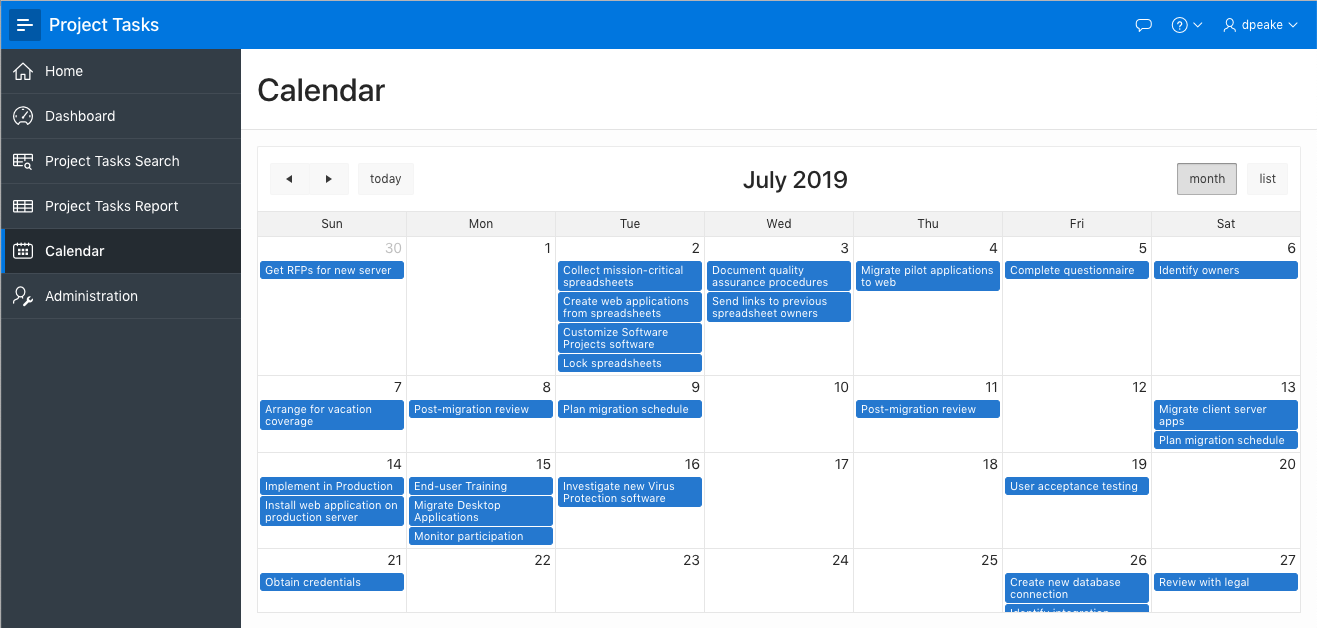 Project Tasks
dpeake
Home
Dashboard
Project Tasks Search
Project Tasks Report
Calendar
Administration
Calendar
today
July 2019
month
list
Sun Mon Tue Wed Thu Fri Sat
30 1 2 3 4 5 6
Get RFPs for new server
Collect mission-critical
spreadsheets
Create web applications
from spreadsheets
Customize Software
Projects software
Lock spreadsheets
Document quality
assurance procedures
Send links to previous
spreadsheet owners
Migrate pilot applications
to web
Complete questionnaire
Identify owners
7 8 9 10 11 12 13
Arrange for vacation
coverage
Post-migration review
Plan migration schedule
Post-migration review
Migrate client server
apps
Plan migration schedule
14 15 16 17 18 19 20
Implement in Production
Install web application on
production server
End-user Training
Migrate Desktop
Applications
Monitor participation
Investigate new Virus
Protection software
User acceptance testing
21 22 23 24 25 26 27
Obtain credentials
Create new database
connection
Identify integration
Review with legal